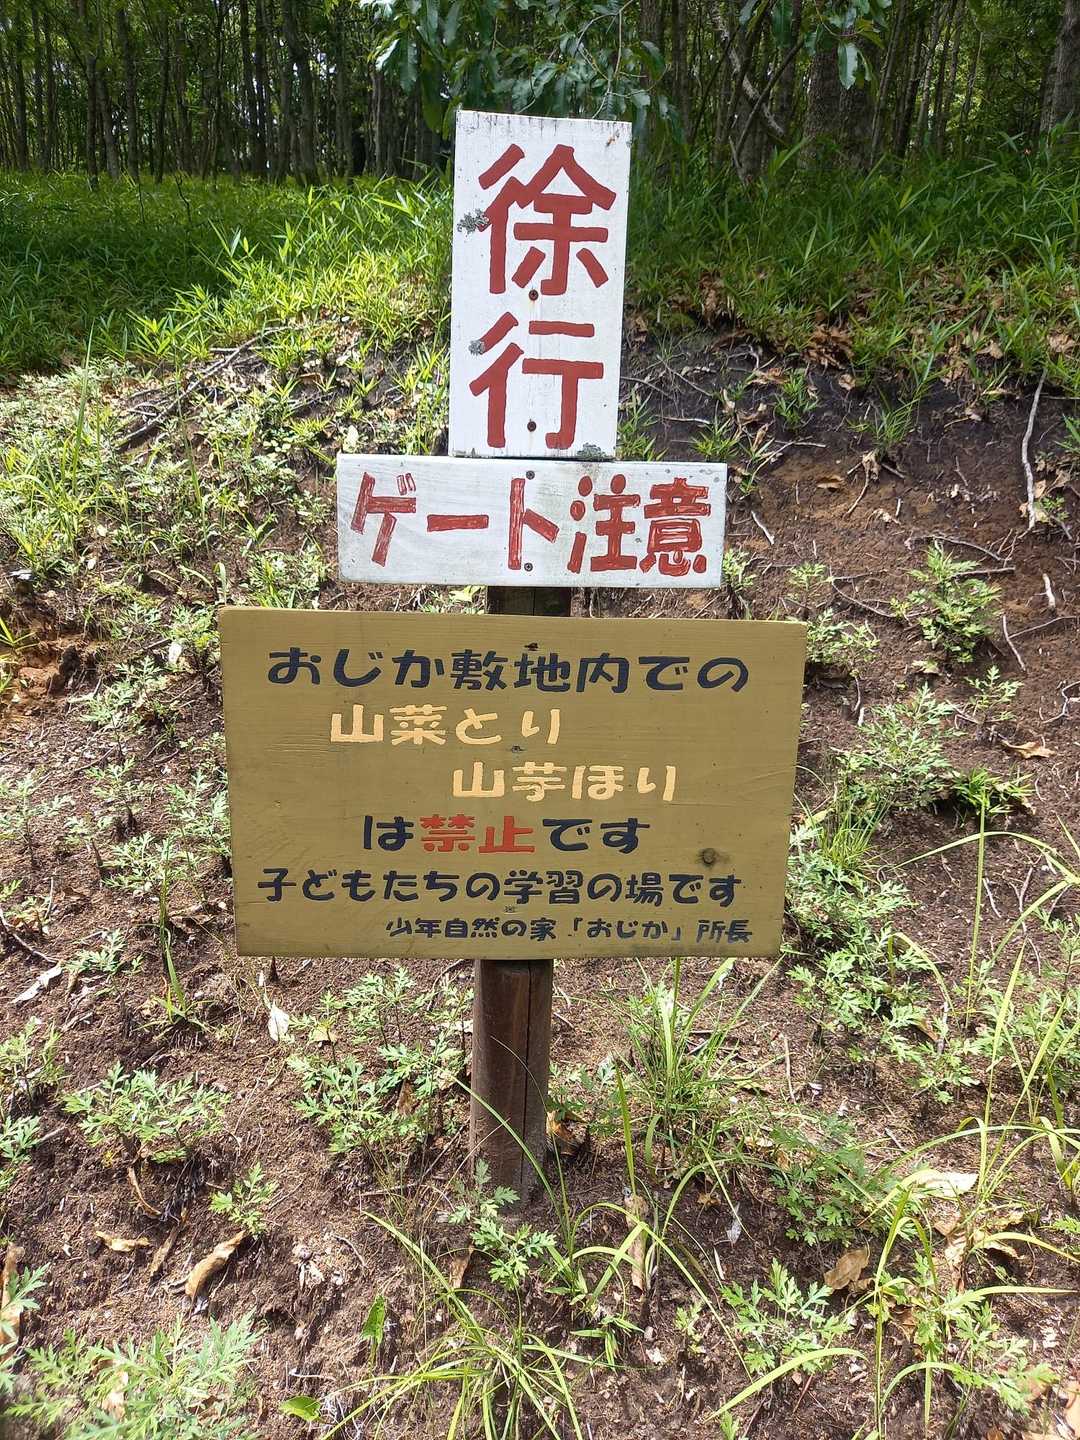 徐行
ゲート注意
おじか敷地内での
山菜とり
山芋ほり
は禁止です
子どもたちの学習の場です
少年自然の家「おじか」所長